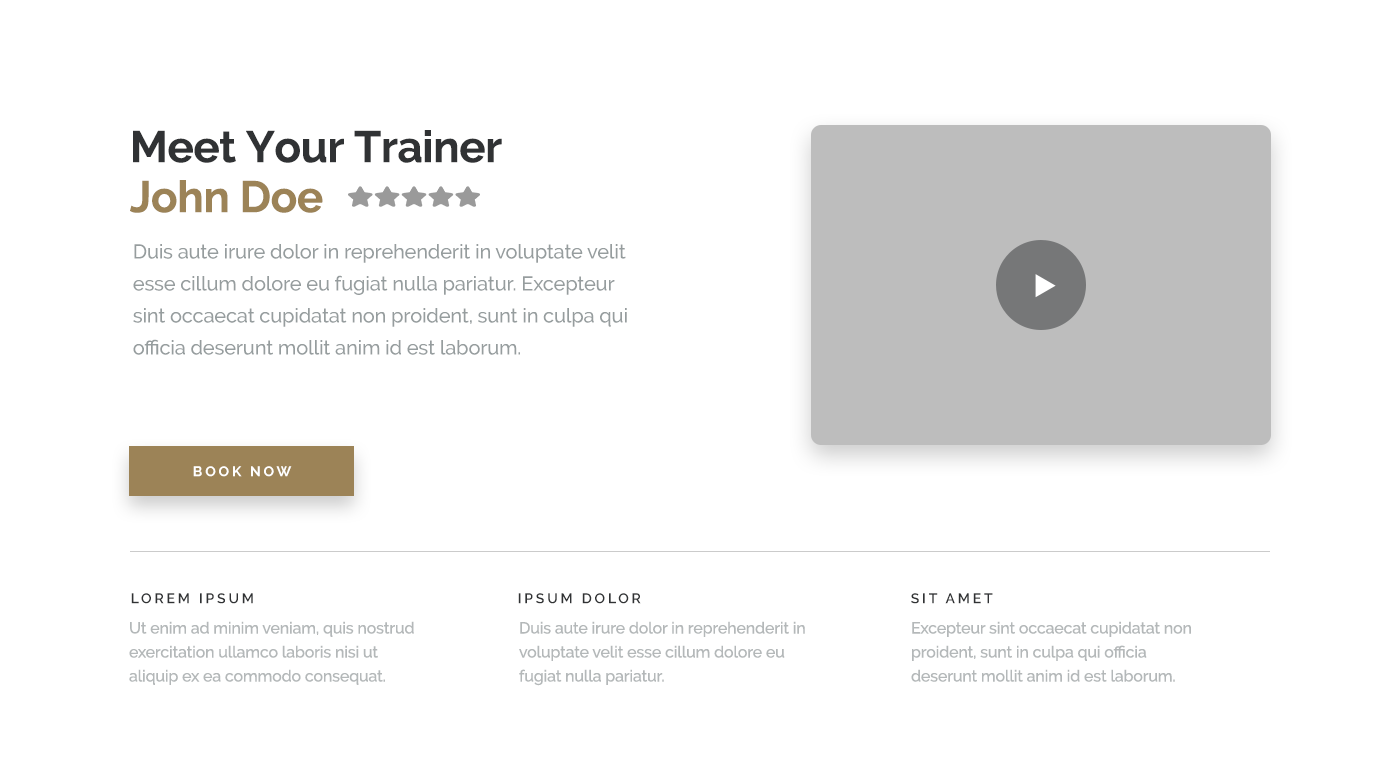 Meet Your Trainer
John Doe
Duis aute irure dolor in reprehenderit in voluptate velit
esse cillum dolore eu fugiat nulla pariatur. Excepteur
sint occaecat cupidatat non proident, sunt in culpa qui
officia deserunt mollit anim id est laborum.
BOOK NOW
LOREM IPSUM
Ut enim ad minim veniam, quis nostrud
exercitation ullamco laboris nisi ut
aliquip ex ea commodo consequat.
IPSUM DOLOR
Duis aute irure dolor in reprehenderit in
voluptate velit esse cillum dolore eu
fugiat nulla pariatur.
SIT AMET
Excepteur sint occaecat cupidatat non
proident, sunt in culpa qui officia
deserunt mollit anim id est laborum.